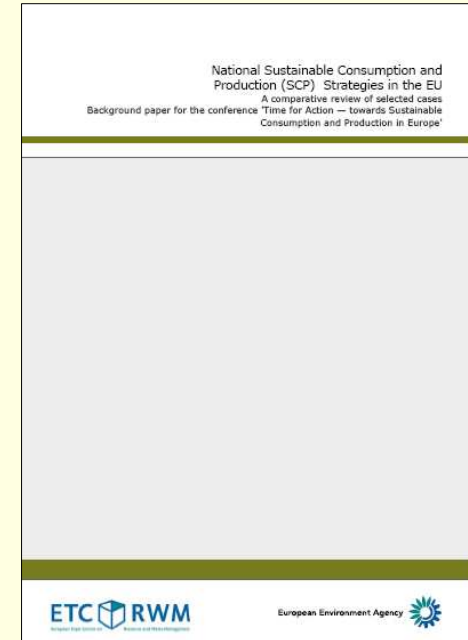 National Sustainable Consumption and
Production (SCP) Strategies in the EU
A comparative review of selected cases
Background paper for the conference 'Time for Action — towards Sustainable
Consumption and Production in Europe'
ETC RWM
European Environment Agency